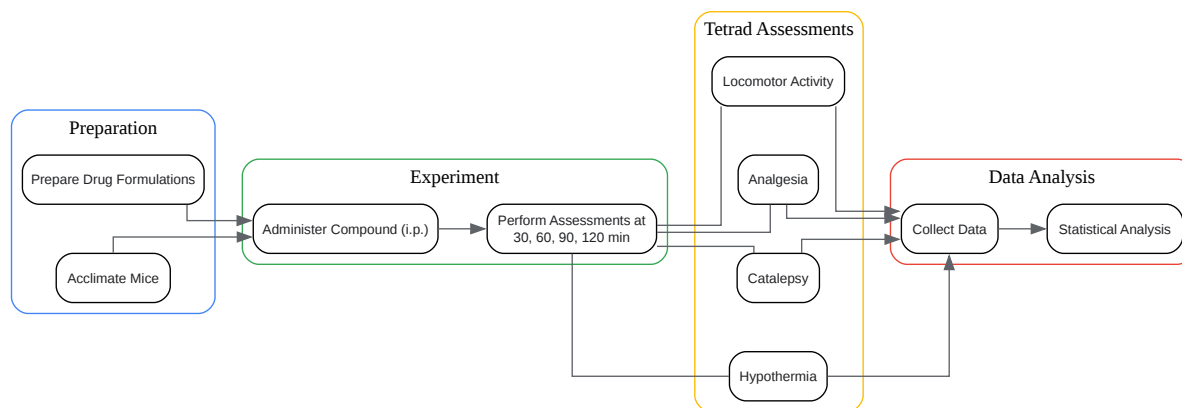 Preparation
Prepare Drug Formulations
Acclimate Mice
Experiment
Administer Compound (i.p.)
Perform Assessments at
30, 60, 90, 120 min
Tetrad Assessments
Locomotor Activity
Analgesia
Catalepsy
Hypothermia
Data Analysis
Collect Data
Statistical Analysis